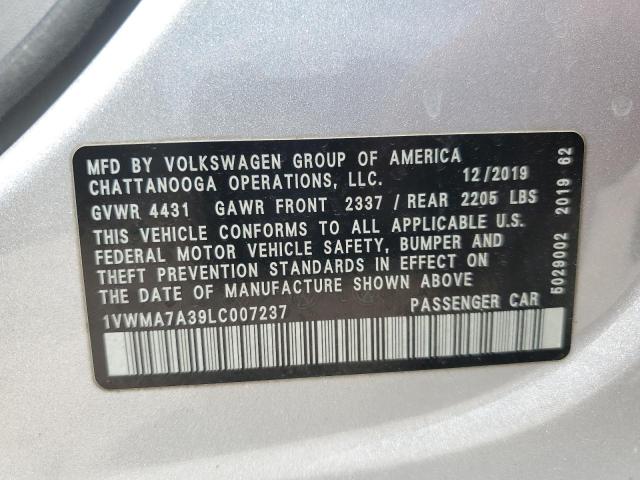 MFD BY VOLKSWAGEN GROUP OF AMERICA
CHATTANOOGA OPERATIONS, LLC. 12/2019
GVWR 4431 GAWR FRONT 2337 / REAR 2205 LBS
THIS VEHICLE CONFORMS TO ALL APPLICABLE U.S.
FEDERAL MOTOR VEHICLE SAFETY, BUMPER AND
THEFT PREVENTION STANDARDS IN EFFECT ON
THE DATE OF MANUFACTURE SHOWN ABOVE
1VWMA7A39LC007237 PASSENGER CAR
5029002 2019 62